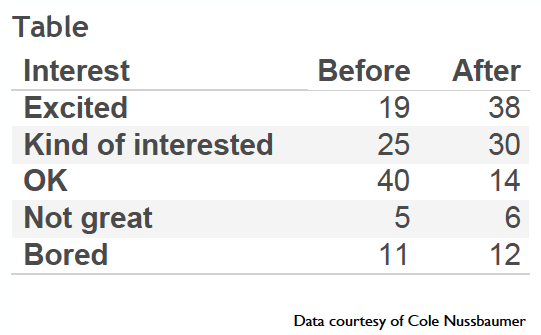 Table
Interest Before After
Excited 19 38
Kind of interested 25 30
OK 40 14
Not great 5 6
Bored 11 12
Data courtesy of Cole Nussbaumer